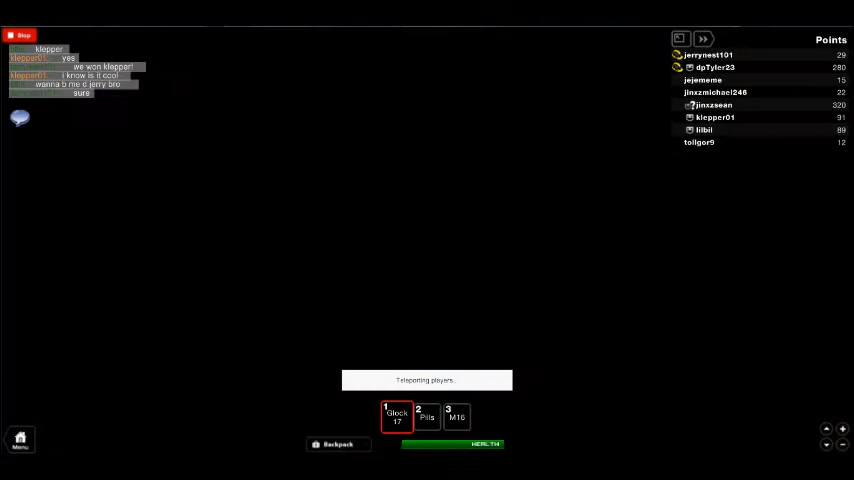 Stop
klepper
klepper01: yes
we won klepper!
klepper01: i know is it cool
wanna b me d jerry bro
sure
Points
jerrynest101 29
dpTyler23 280
jejememe 15
jinxzmichael246 22
jinxzsean 320
klepper01 91
lilbil 89
tollgor9 12
Teleporting players..
1 Glock 17
2 Pills
3 M16
Menu
Backpack
HEALTH